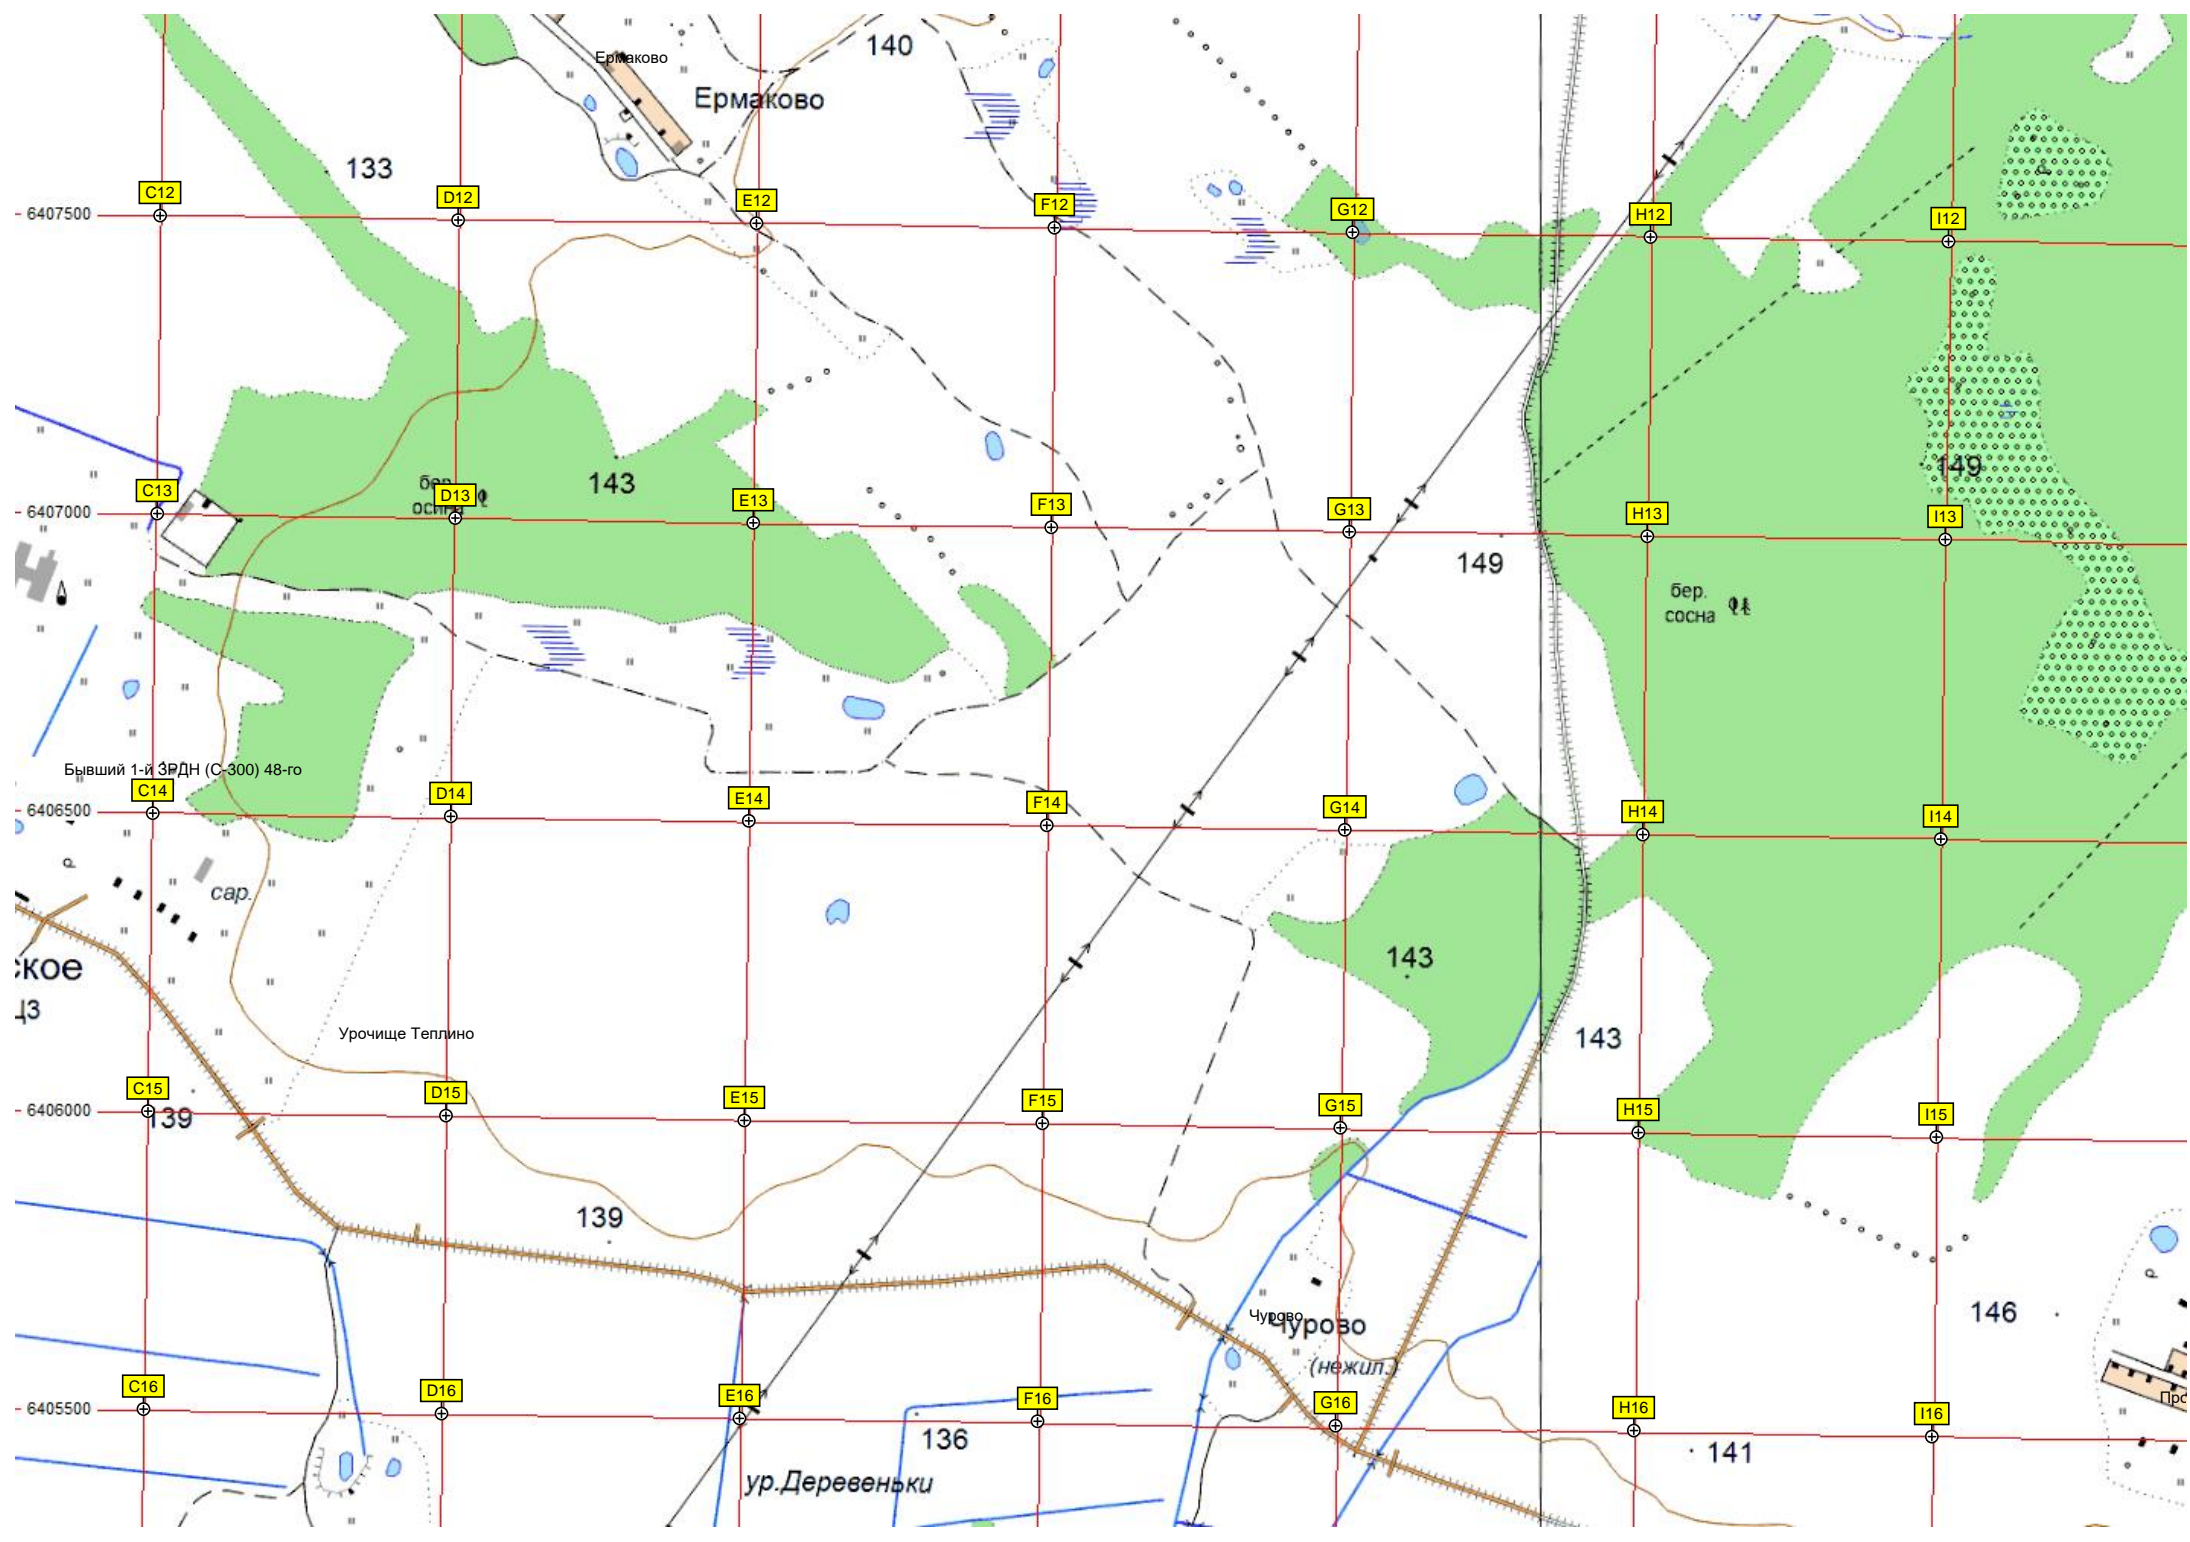 140
Ермаково
Ермаково
133
C12
D12
E12
F12
G12
H12
I12
6407500
149
бер.
осина
143
C13
D13
E13
F13
G13
H13
I13
6407000
149
бер.
сосна
Бывший 1-й ЗРДН (С-300) 48-го
C14
D14
E14
F14
G14
H14
I14
6406500
р
сар.
ское
143
Урочище Теплино
143
C15
D15
E15
F15
G15
H15
I15
6406000
139
139
р
146
Чурово
Чурово
(нежил.)
Про
C16
D16
E16
F16
G16
H16
I16
6405500
136
141
ур.Деревеньки